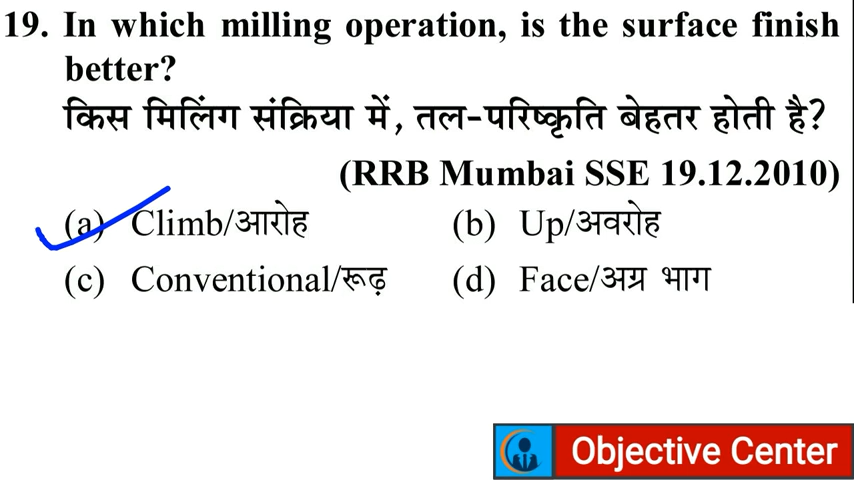 19. In which milling operation, is the surface finish
better?
किस मिलिंग संक्रिया में, तल-परिष्कृति बेहतर होती है?
(RRB Mumbai SSE 19.12.2010)
(a) Climb/आरोह (b) Up/अवरोह
(c) Conventional/रूढ़ (d) Face/अग्र भाग
Objective Center